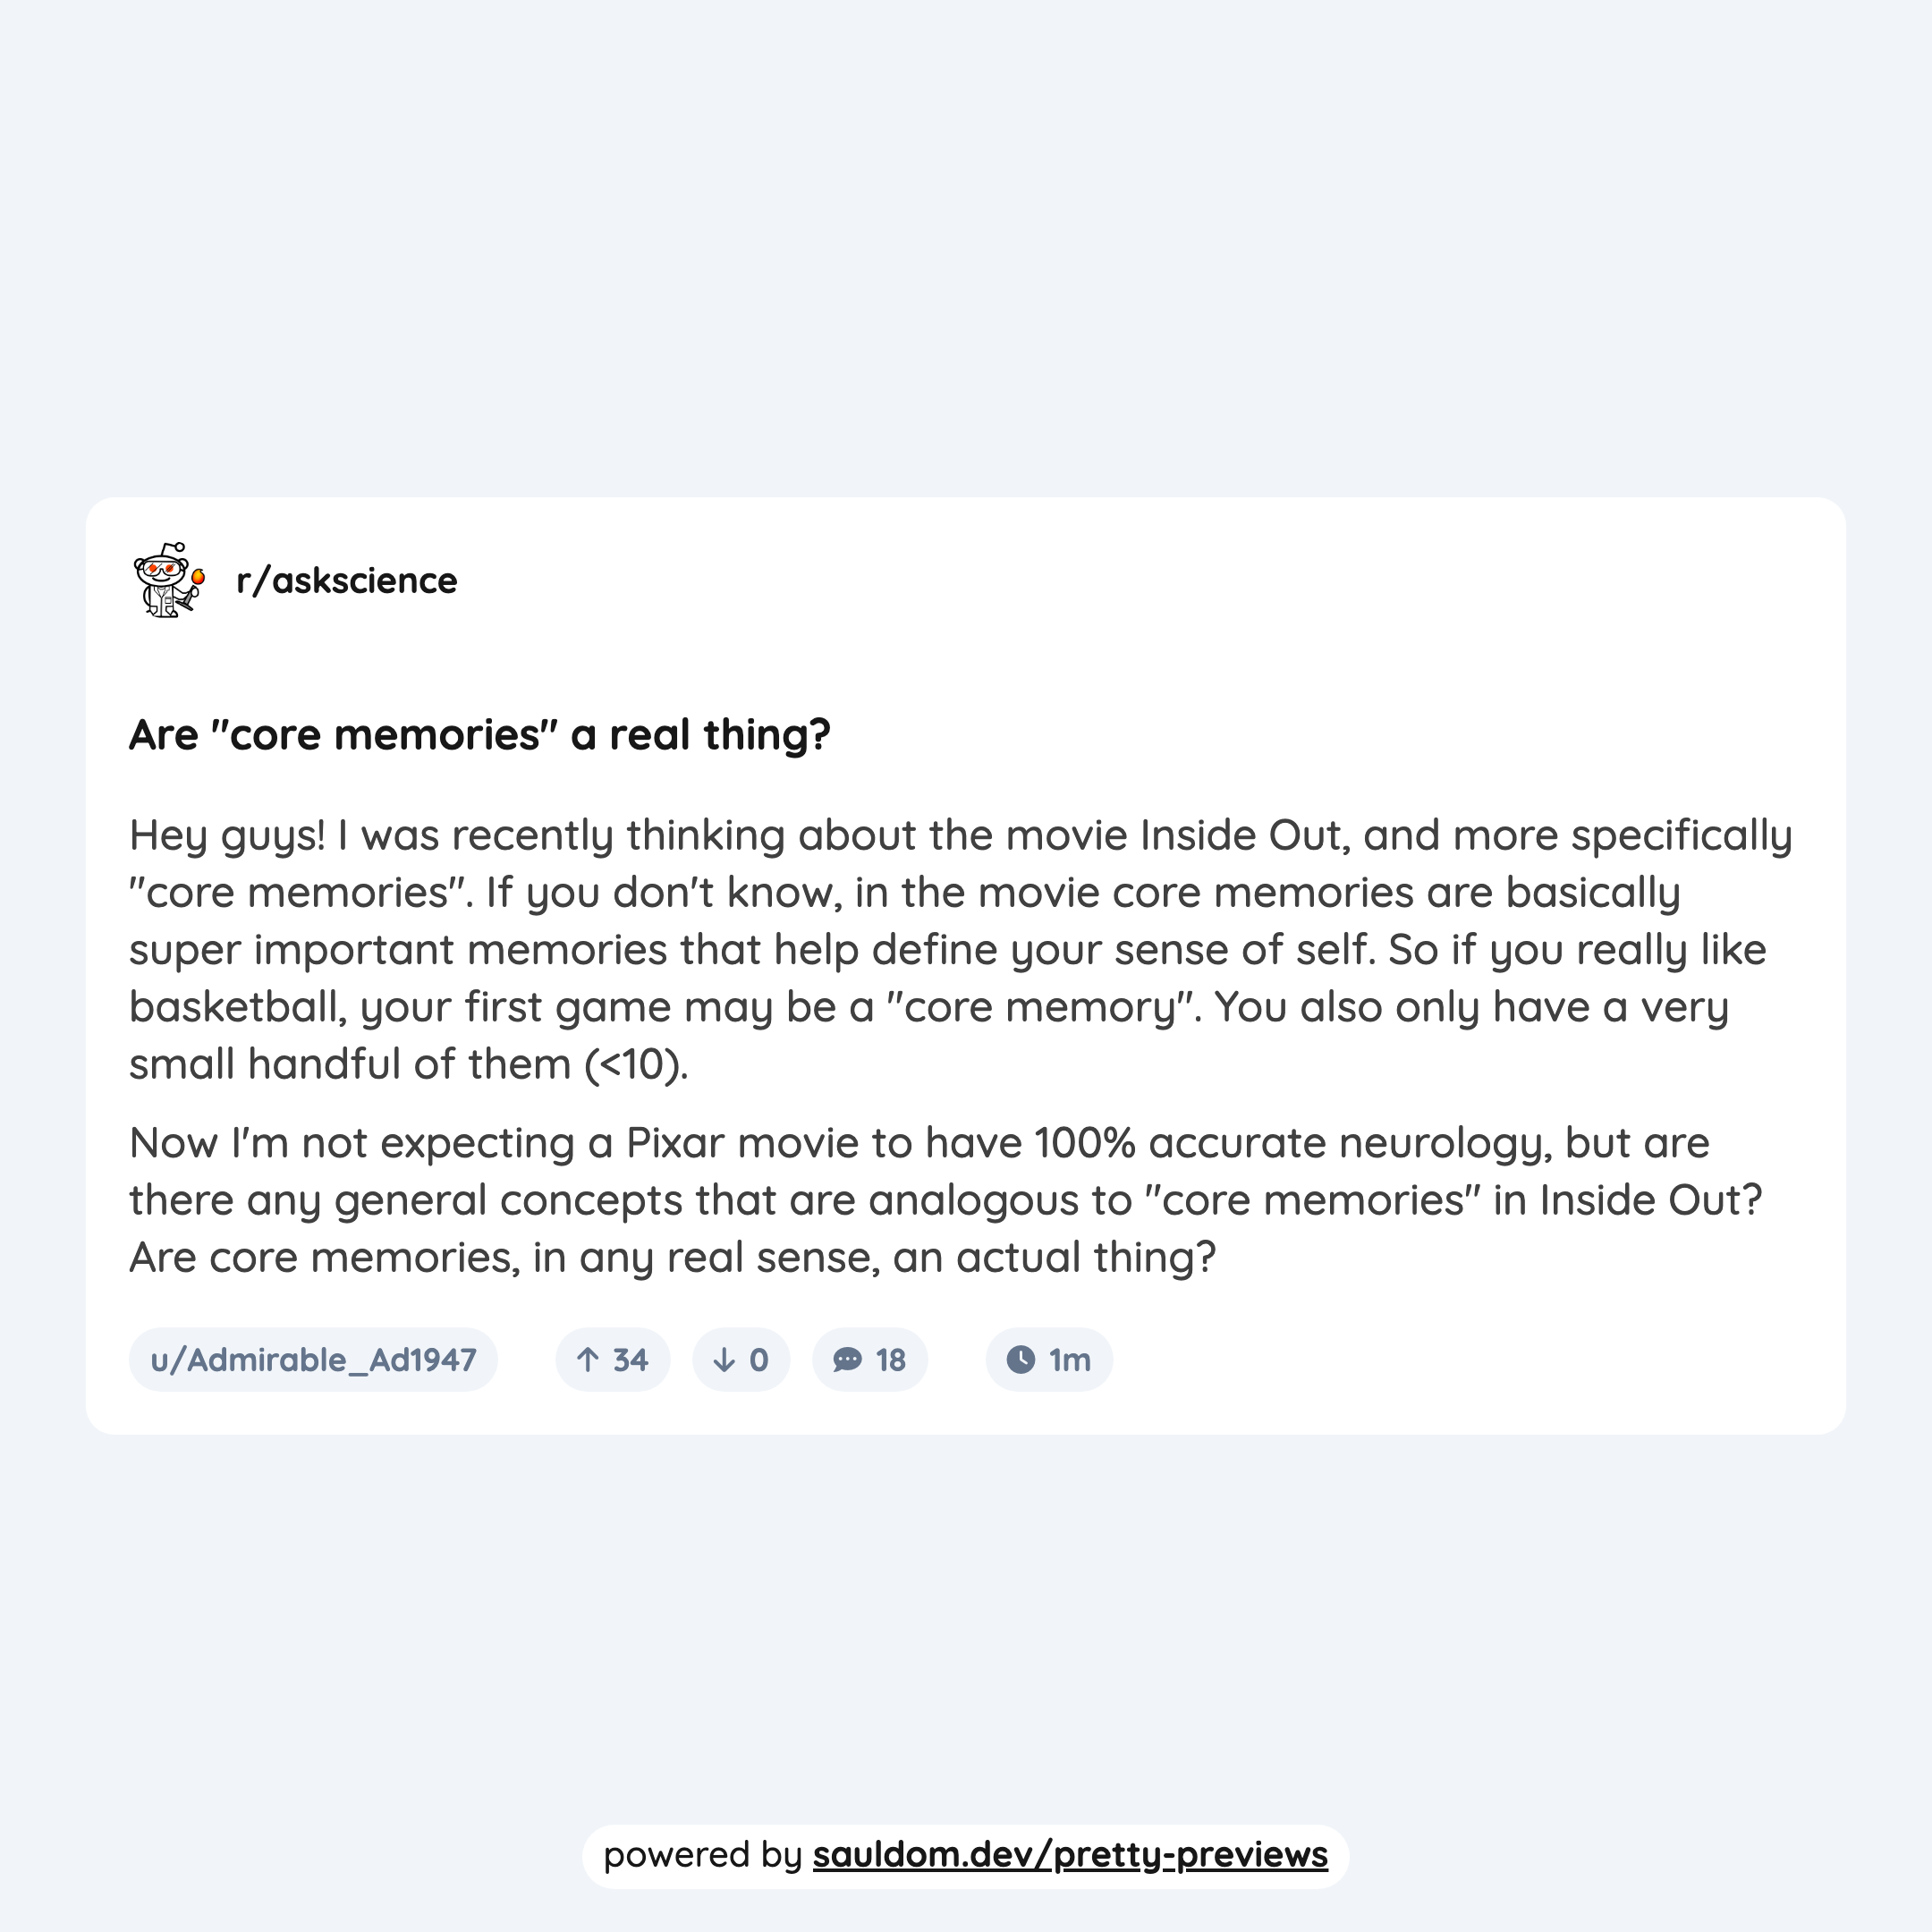 r/askscience
Are "core memories" a real thing?
Hey guys! I was recently thinking about the movie Inside Out, and more specifically
"core memories". If you don't know, in the movie core memories are basically
super important memories that help define your sense of self. So if you really like
basketball, your first game may be a "core memory". You also only have a very
small handful of them (<10).
Now I'm not expecting a Pixar movie to have 100% accurate neurology, but are
there any general concepts that are analogous to "core memories" in Inside Out?
Are core memories, in any real sense, an actual thing?
u/Admirable_Ad1947 34 0 18 1m
powered by sauldom.dev/pretty-previews